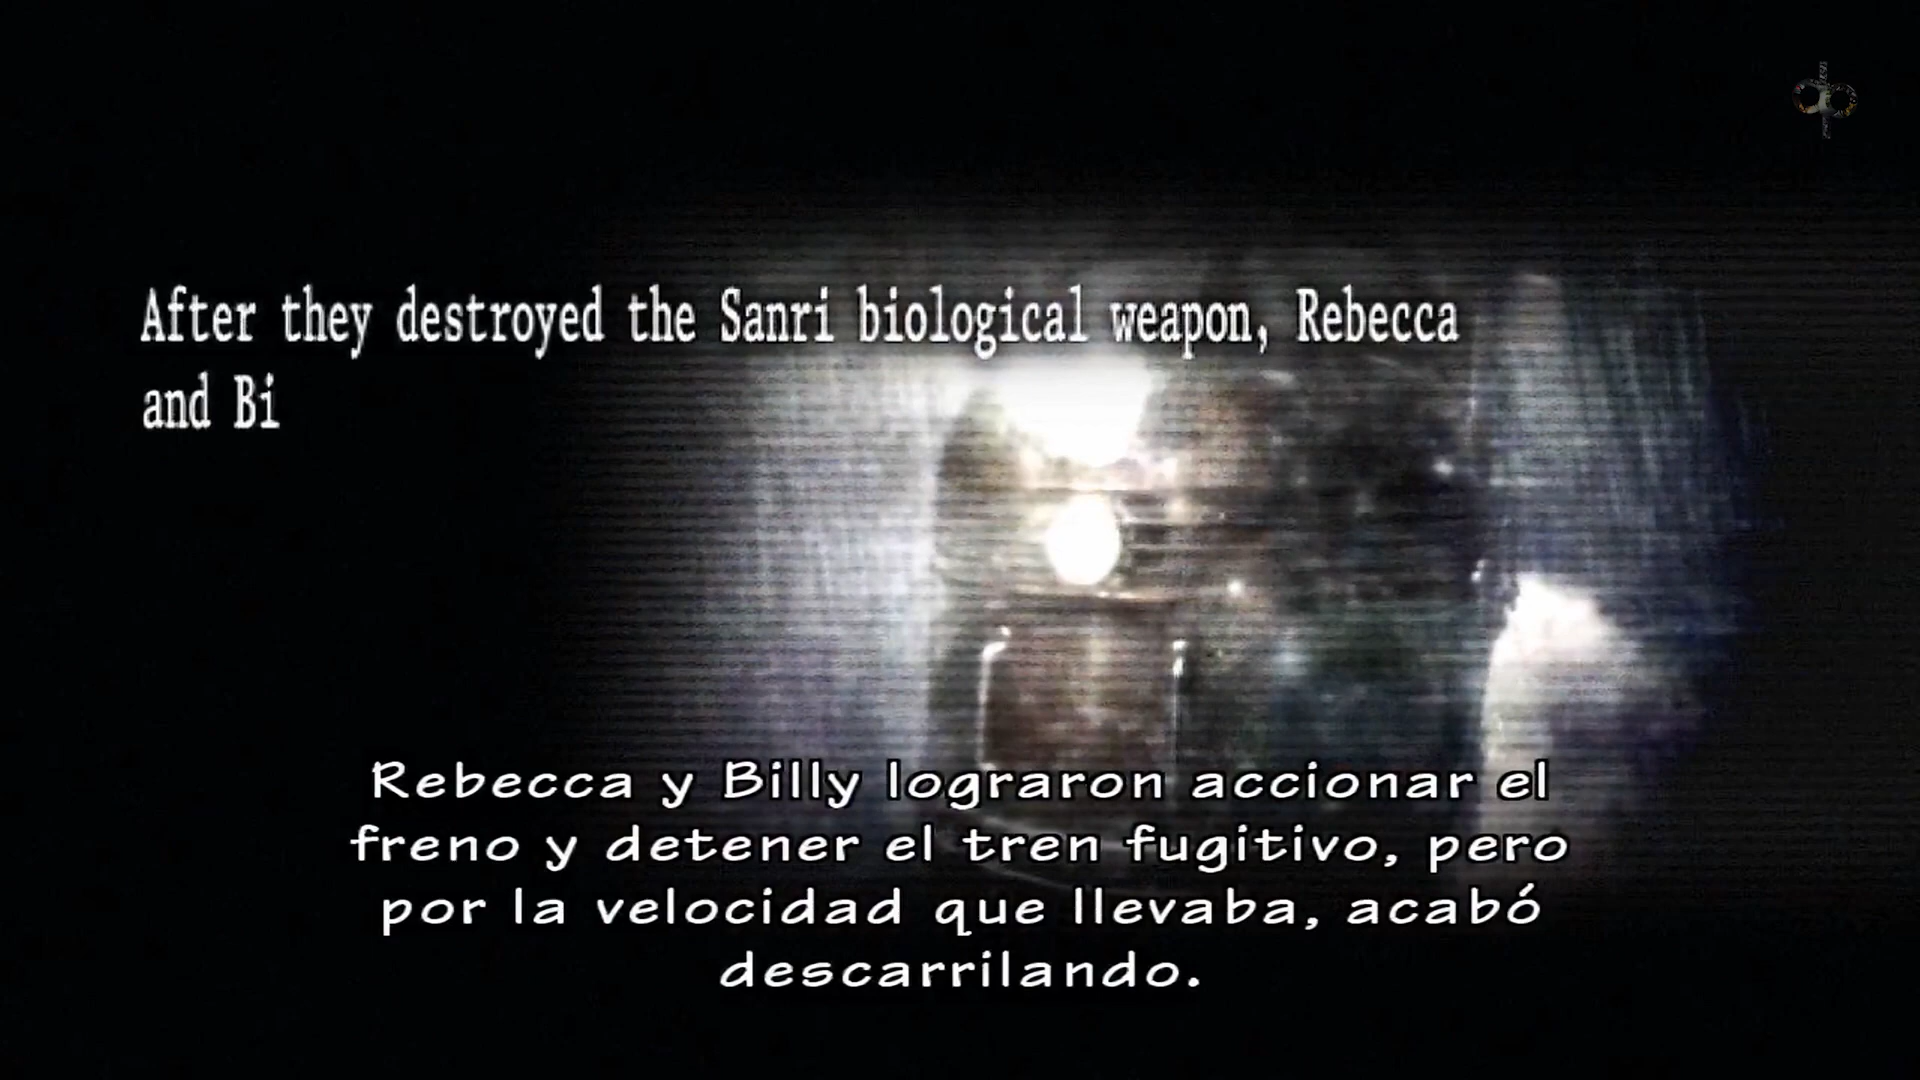 After they destroyed the Sanri biological weapon, Rebecca
and Bi
Rebecca y Billy lograron accionar el
freno y detener el tren fugitivo, pero
por la velocidad que llevaba, acabó
descarrilando.